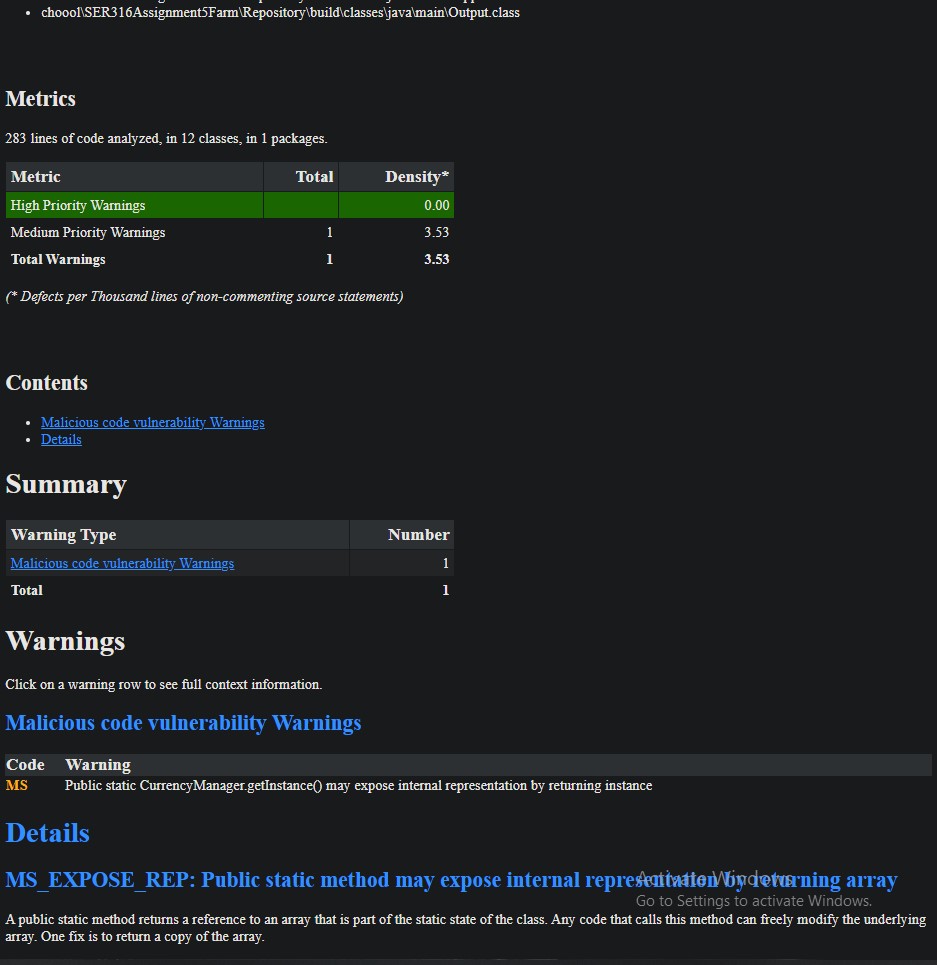 choool\SER316Assignment5Farm\Repository\build\classes\java\main\Output.class
Metrics
283 lines of code analyzed, in 12 classes, in 1 packages.
Metric Total Density*
High Priority Warnings 0.00
Medium Priority Warnings 1 3.53
Total Warnings 1 3.53
(* Defects per Thousand lines of non-commenting source statements)
Contents
Malicious code vulnerability Warnings
Details
Summary
Warning Type Number
Malicious code vulnerability Warnings 1
Total 1
Warnings
Click on a warning row to see full context information.
Malicious code vulnerability Warnings
Code Warning
MS Public static CurrencyManager.getInstance() may expose internal representation by returning instance
Details
MS_EXPOSE_REP: Public static method may expose internal representation by returning array
Activate Windows
Go to Settings to activate Windows.
A public static method returns a reference to an array that is part of the static state of the class. Any code that calls this method can freely modify the underlying
array. One fix is to return a copy of the array.